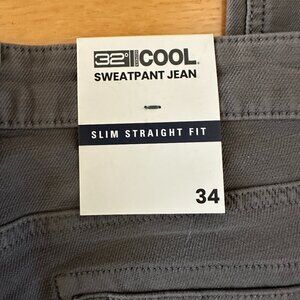 32° COOL
SWEATPANT JEAN
SLIM STRAIGHT FIT
34